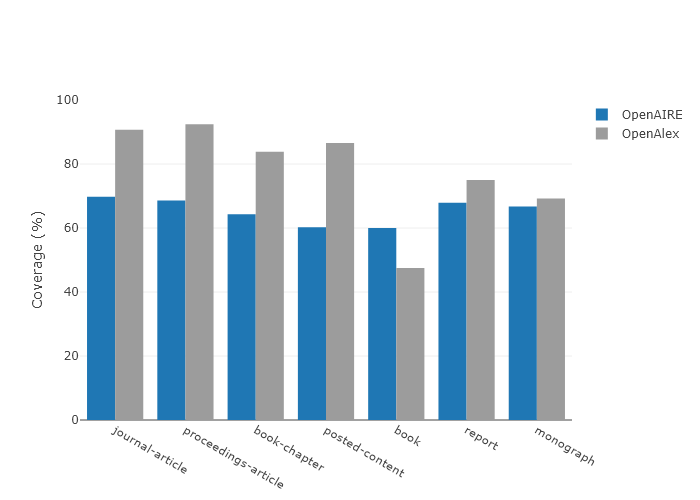 100
80
60
40
20
0
Coverage (%)
journal-article
proceedings-article
book-chapter
posted-content
book
report
monograph
OpenAIRE
OpenAlex